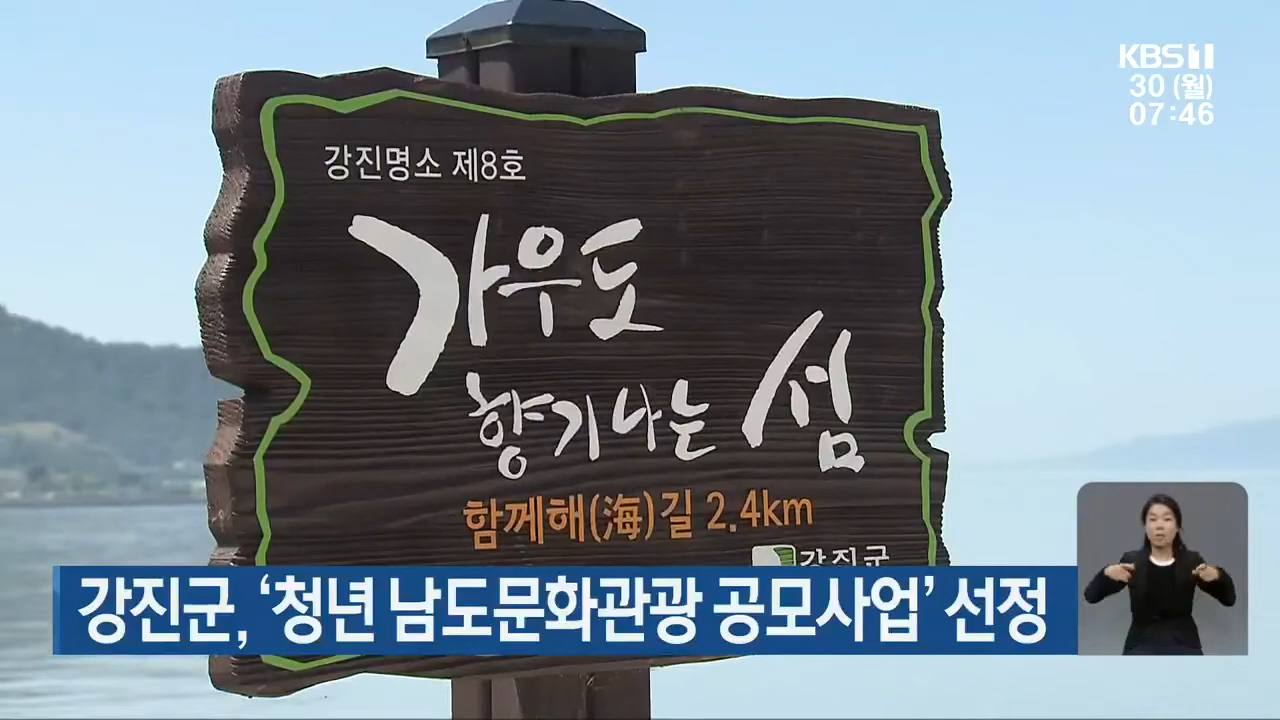 KBS1
30 (월)
07:46
강진명소 제8호
가우도
향기나는 섬
함께해(海)길 2.4km
강진군
강진군, ‘청년 남도문화관광 공모사업’ 선정